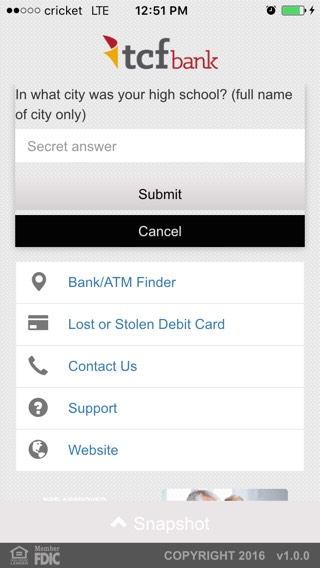 cricket LTE 12:51 PM
tcf bank
In what city was your high school? (full name
of city only)
Secret answer
Submit
Cancel
Bank/ATM Finder
Lost or Stolen Debit Card
Contact Us
Support
Website
Snapshot
Member
FDIC
COPYRIGHT 2016 v1.0.0